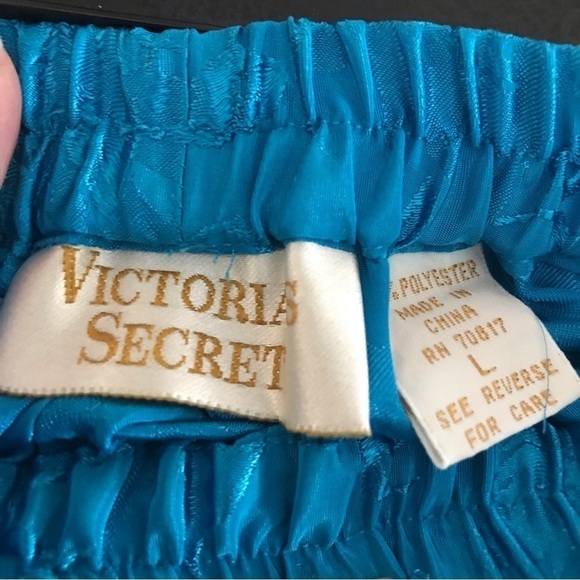 VICTORIA'S
SECRET
% POLYESTER
MADE IN
CHINA
RN 70817
L
SEE REVERSE
FOR CARE